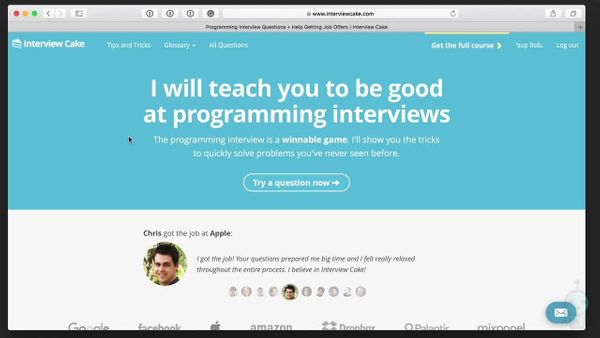 www.interviewcake.com
Programming Interview Questions + Help Getting Job Offers | Interview Cake
Interview Cake
Tips and Tricks
Glossary
All Questions
Get the full course
'sup Rob.
Log out
I will teach you to be good
at programming interviews
The programming interview is a winnable game. I'll show you the tricks
to quickly solve problems you've never seen before.
Try a question now →
Chris got the job at Apple:
I got the job! Your questions prepared me big time and I felt really relaxed
throughout the entire process. I believe in Interview Cake!
Google
facebook
amazon
Dropbox
Palantir
mixpanel